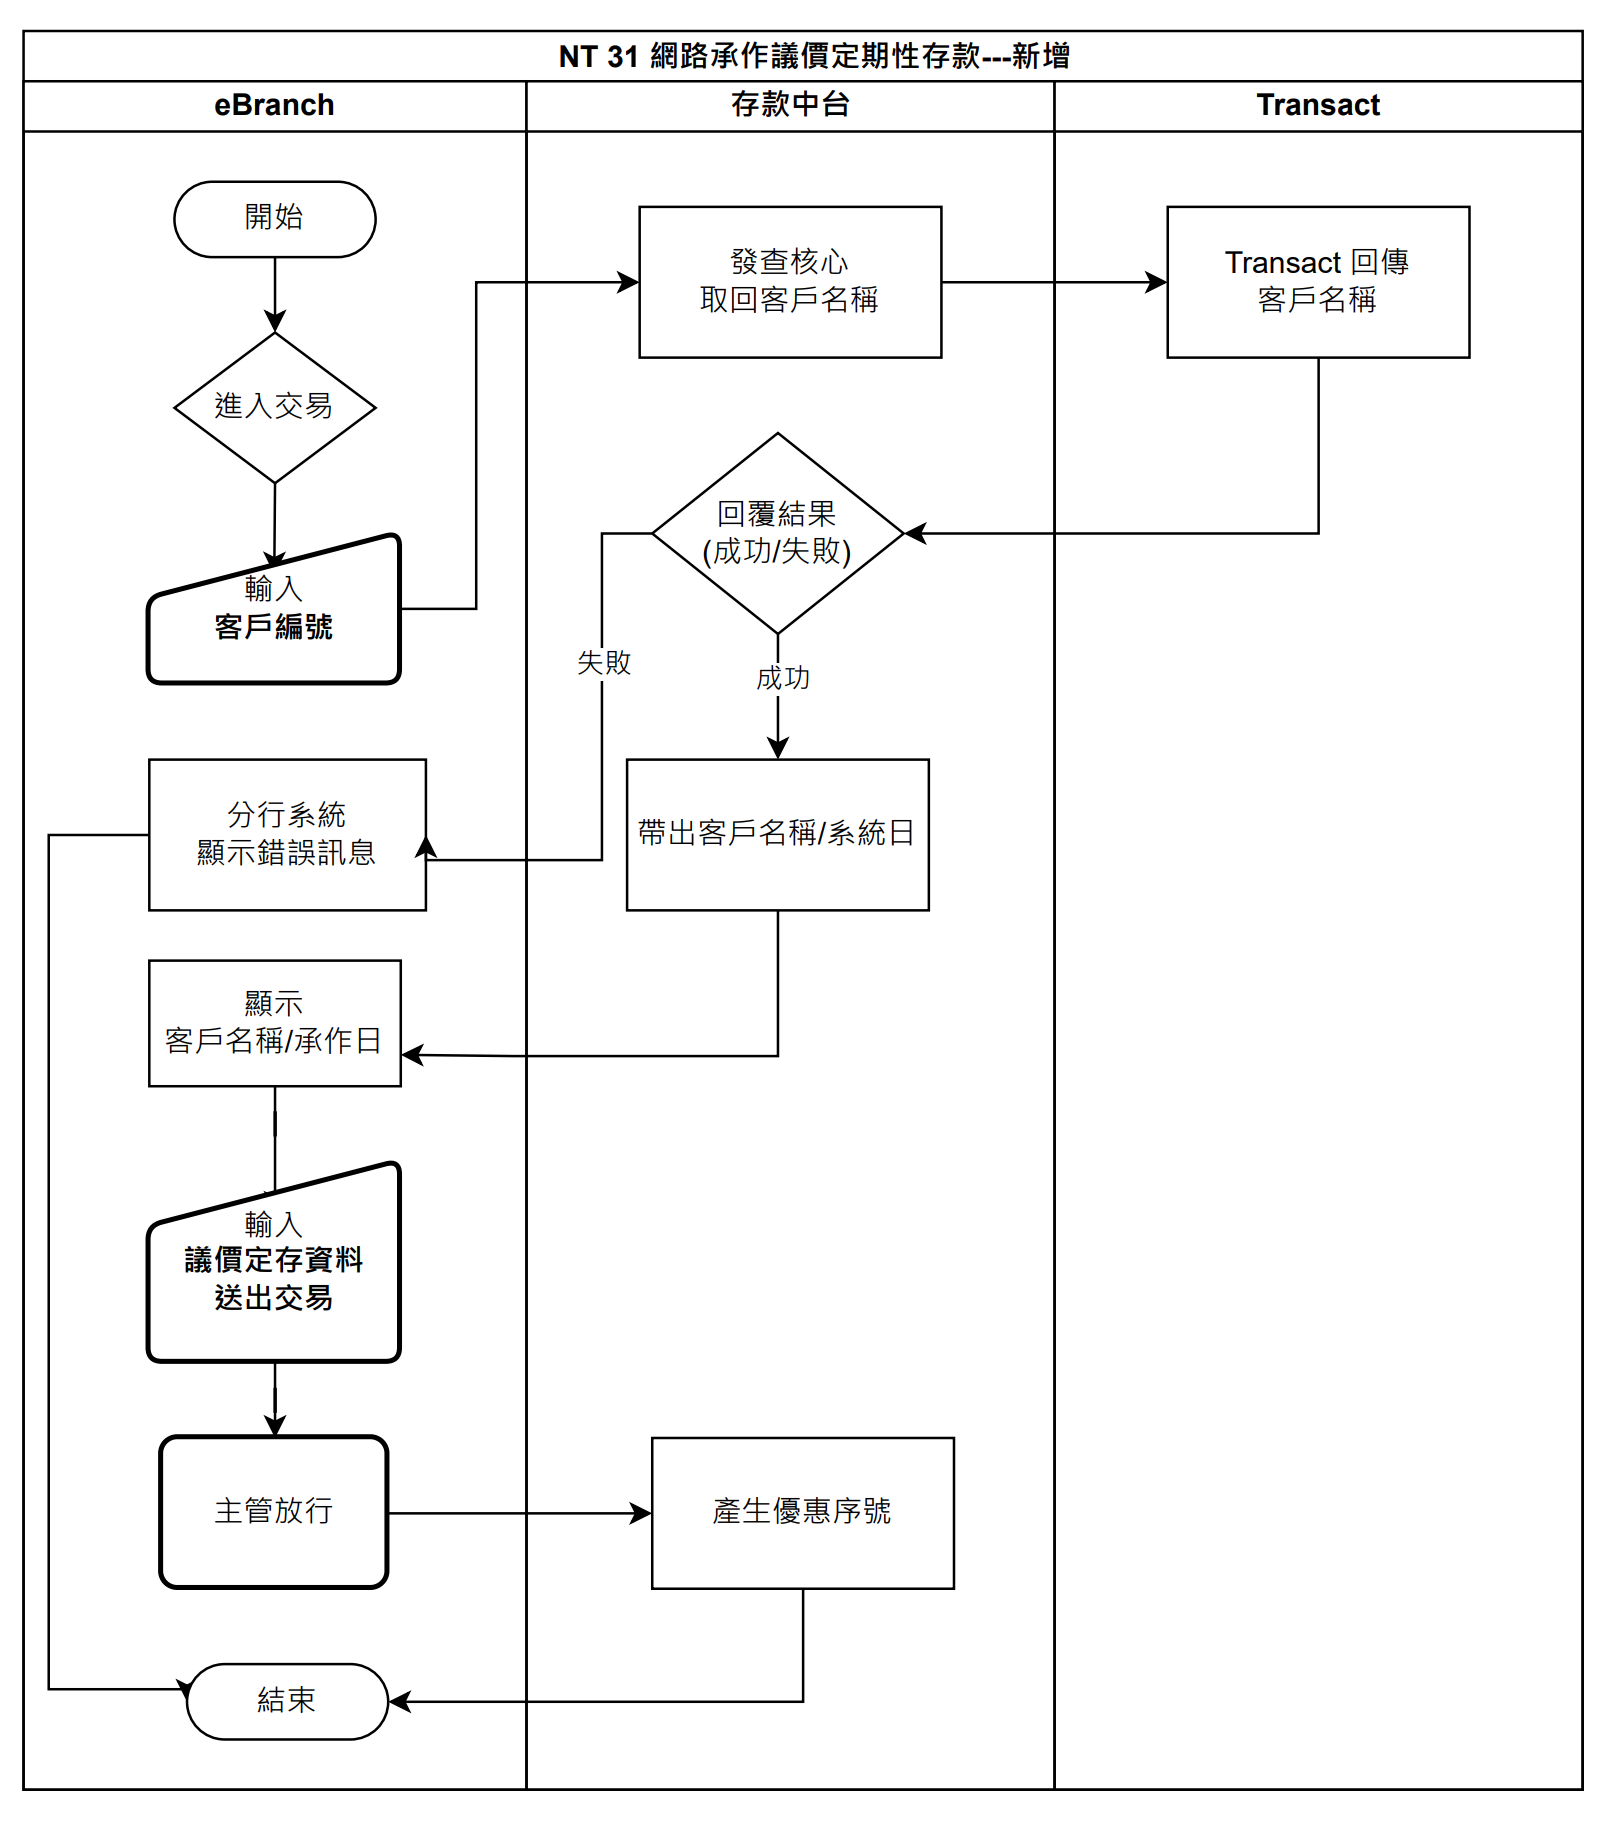 NT 31 網路承作議價定期性存款---新增
eBranch
存款中台
Transact
開始
進入交易
輸入
客戶編號
發查核心
取回客戶名稱
Transact 回傳
客戶名稱
回覆結果
(成功/失敗)
失敗
成功
分行系統
顯示錯誤訊息
帶出客戶名稱/系統日
顯示
客戶名稱/承作日
輸入
議價定存資料
送出交易
主管放行
產生優惠序號
結束